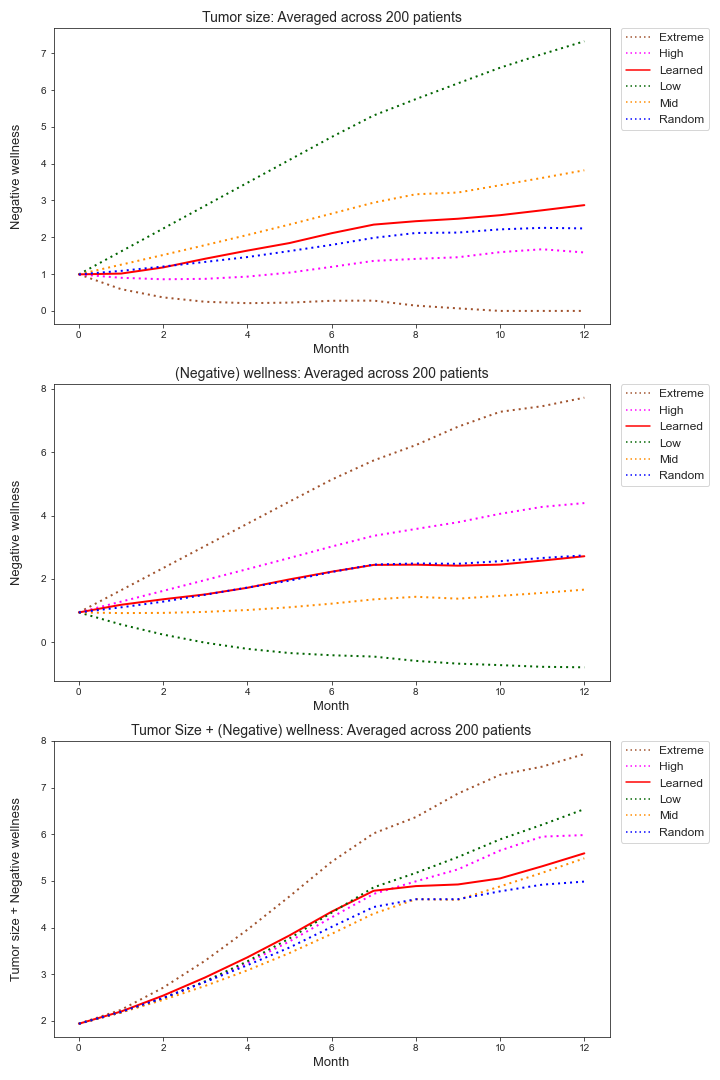 Tumor size: Averaged across 200 patients
Negative wellness
7
6
5
4
3
2
1
0
0 2 4 6 8 10 12
Month
Extreme
High
Learned
Low
Mid
Random
(Negative) wellness: Averaged across 200 patients
Negative wellness
8
6
4
2
0
0 2 4 6 8 10 12
Month
Extreme
High
Learned
Low
Mid
Random
Tumor Size + (Negative) wellness: Averaged across 200 patients
Tumor size + Negative wellness
8
7
6
5
4
3
2
0 2 4 6 8 10 12
Month
Extreme
High
Learned
Low
Mid
Random